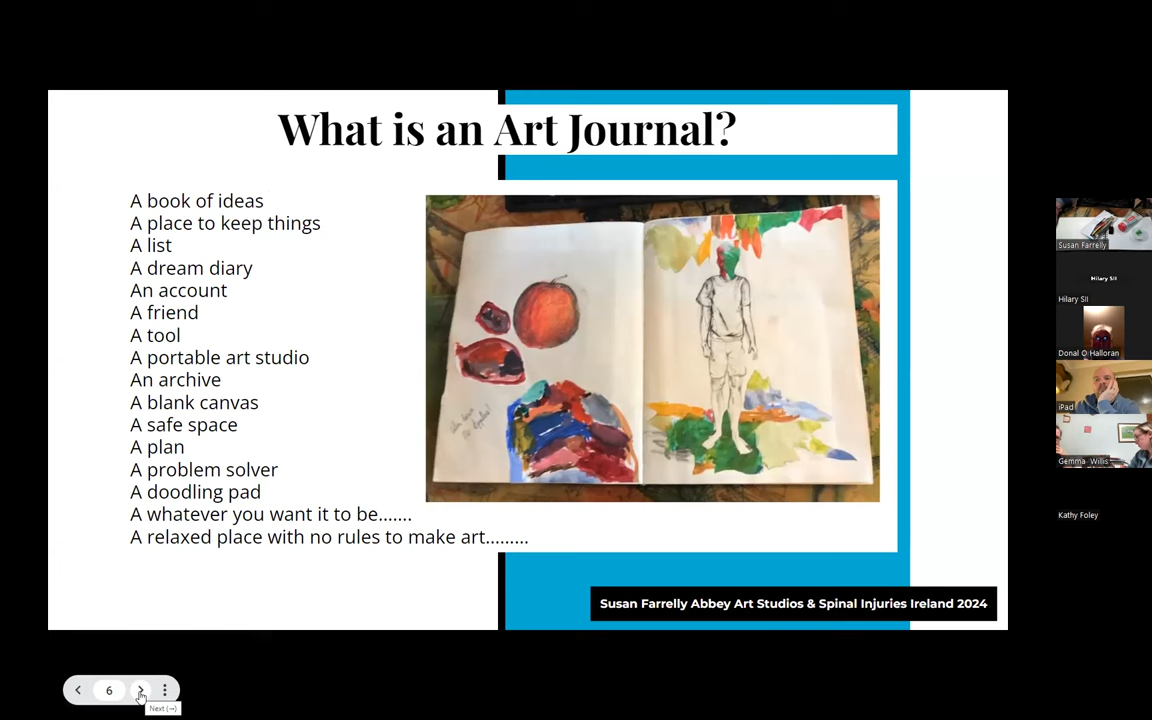 What is an Art Journal?
A book of ideas
A place to keep things
A list
A dream diary
An account
A friend
A tool
A portable art studio
An archive
A blank canvas
A safe space
A plan
A problem solver
A doodling pad
A whatever you want it to be.......
A relaxed place with no rules to make art.........
Susan Farrelly Abbey Art Studios & Spinal Injuries Ireland 2024
Susan Farrelly
Hilary SII
Hilary SII
Donal O Halloran
iPad
Gemma Willis
Kathy Foley
6
Next (→)